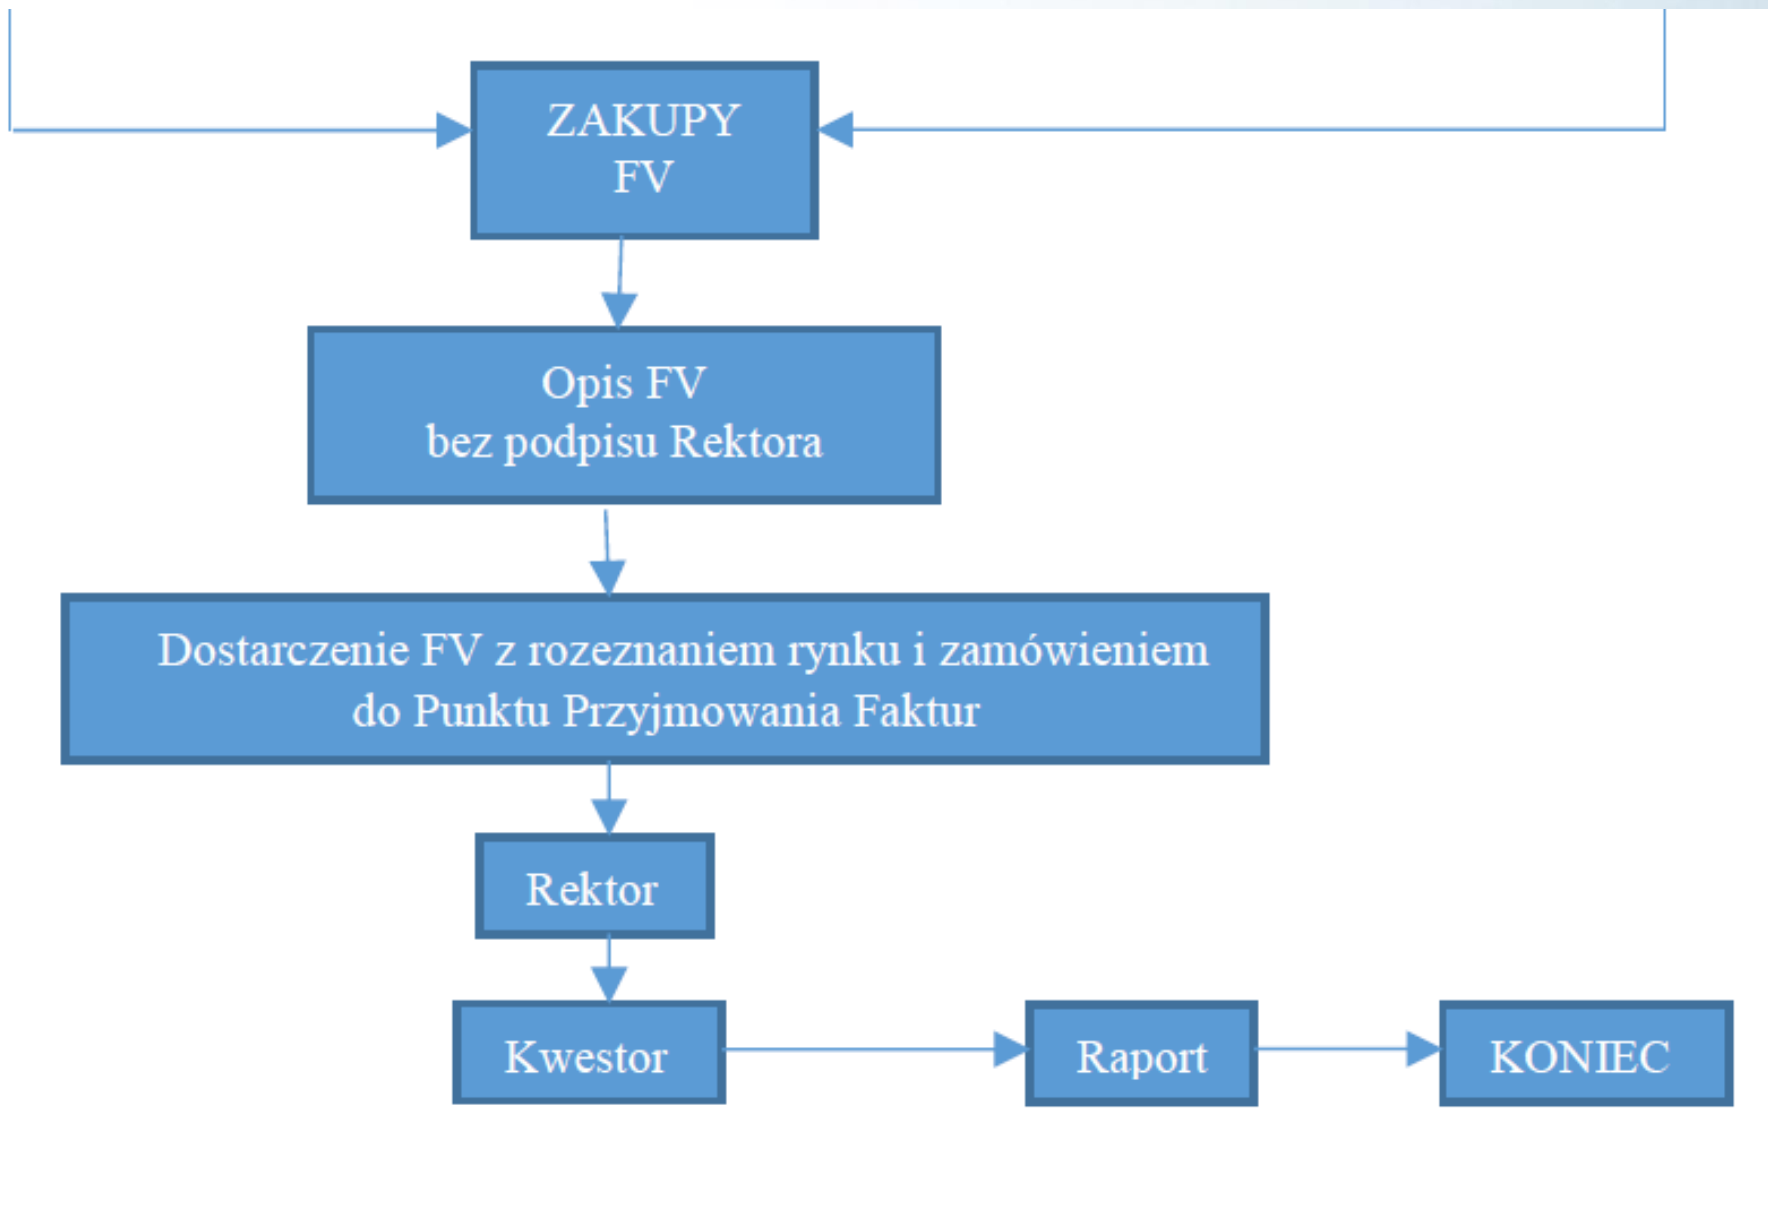 ZAKUPY
FV
Opis FV
bez podpisu Rektora
Dostarczenie FV z rozeznaniem rynku i zamówieniem
do Punktu Przyjmowania Faktur
Rektor
Kwestor
Raport
KONIEC